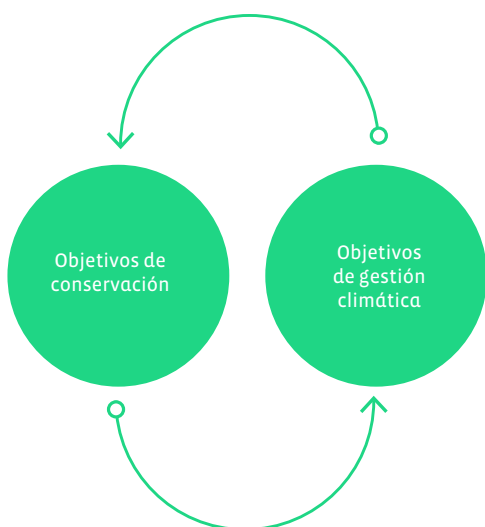 Objetivos de
conservación
Objetivos
de gestión
climática